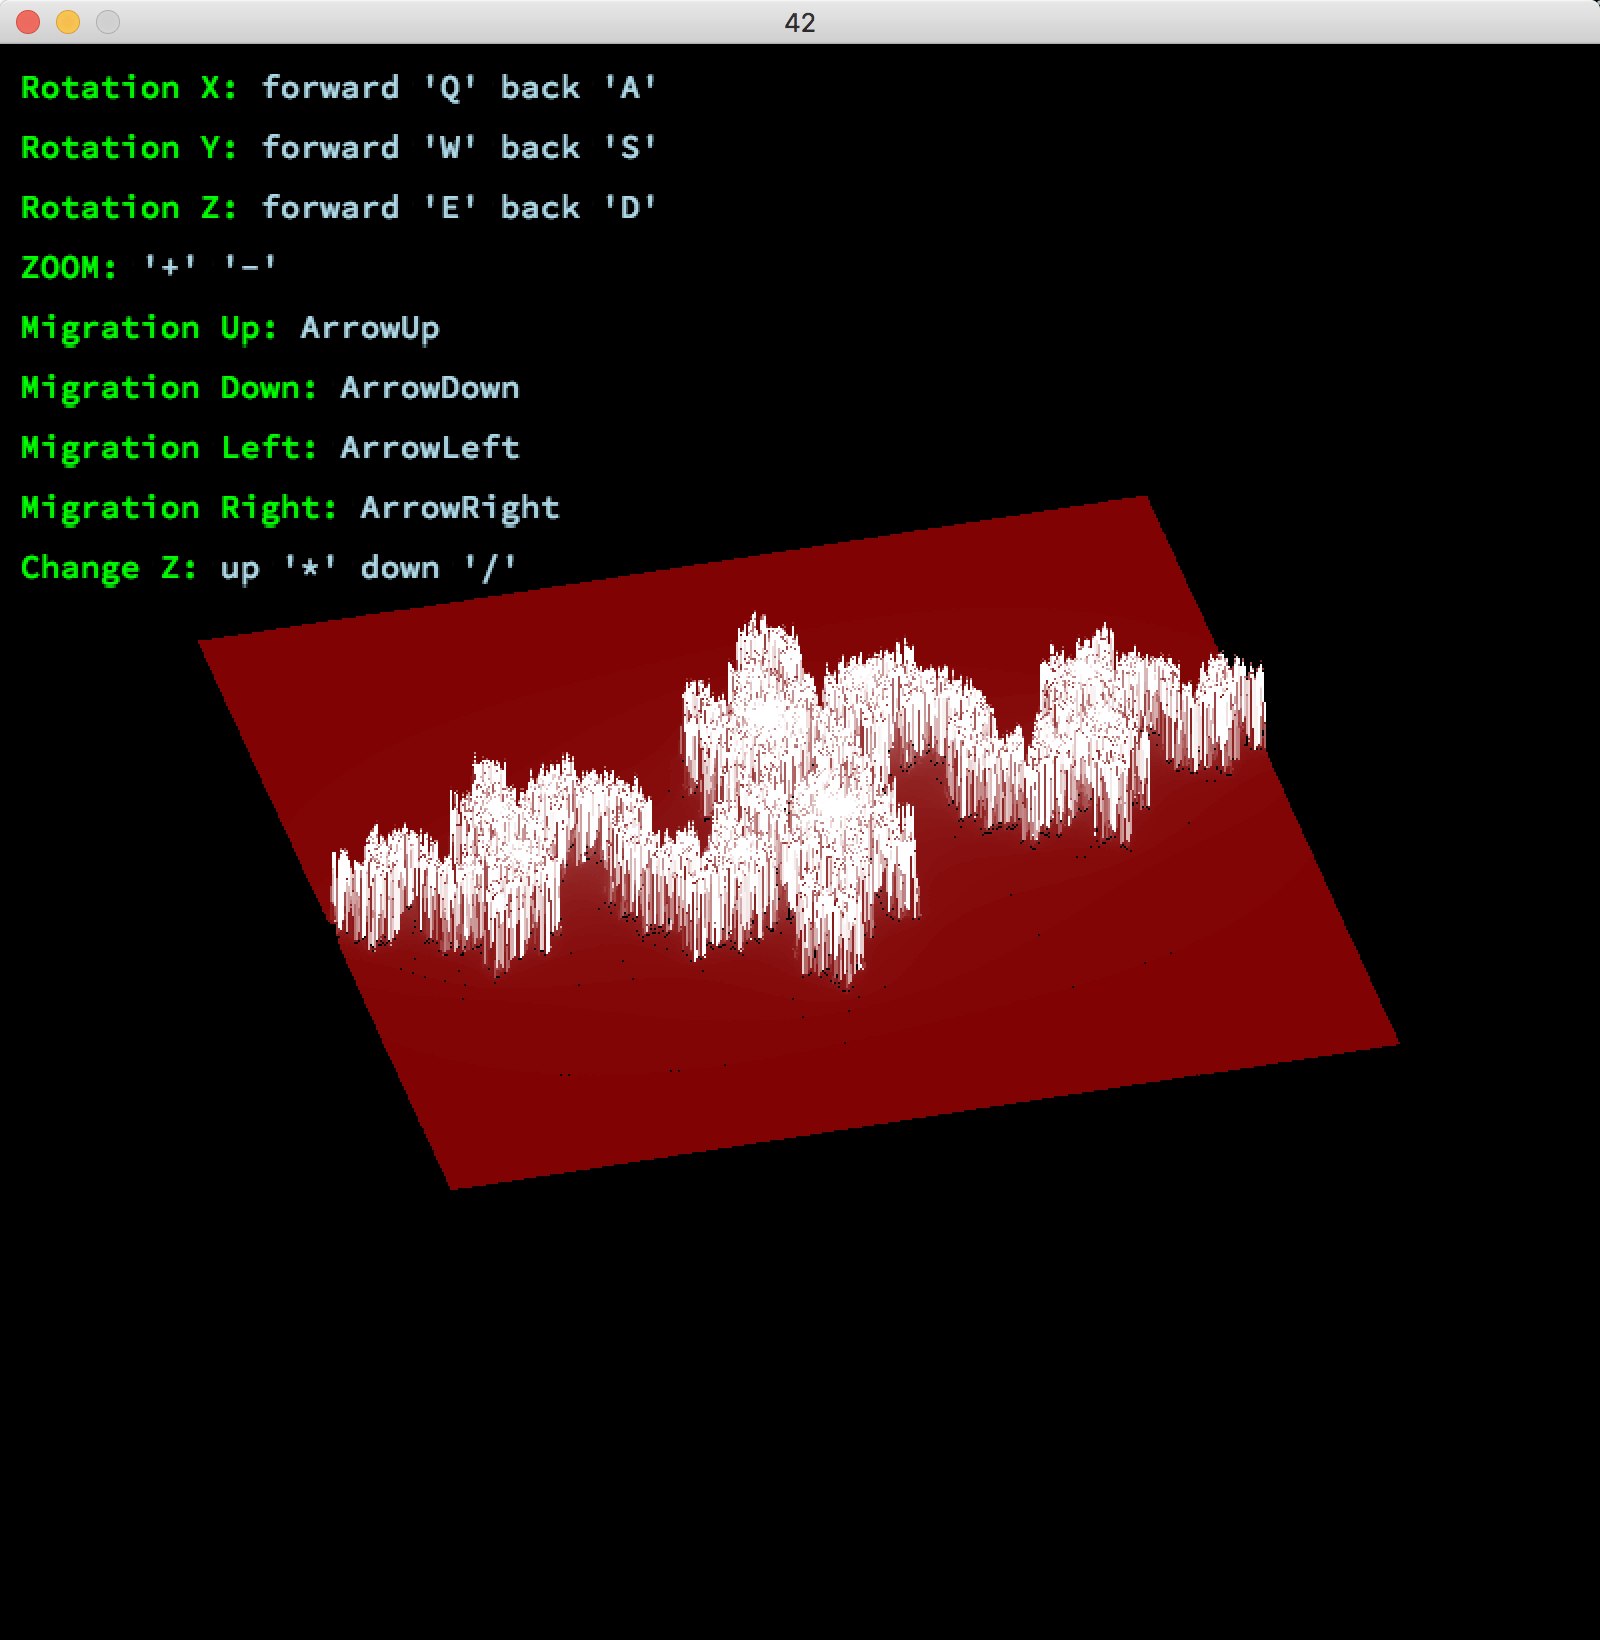 42
Rotation X: forward 'Q' back 'A'
Rotation Y: forward 'W' back 'S'
Rotation Z: forward 'E' back 'D'
ZOOM: '+' '-'
Migration Up: ArrowUp
Migration Down: ArrowDown
Migration Left: ArrowLeft
Migration Right: ArrowRight
Change Z: up '*' down '/'